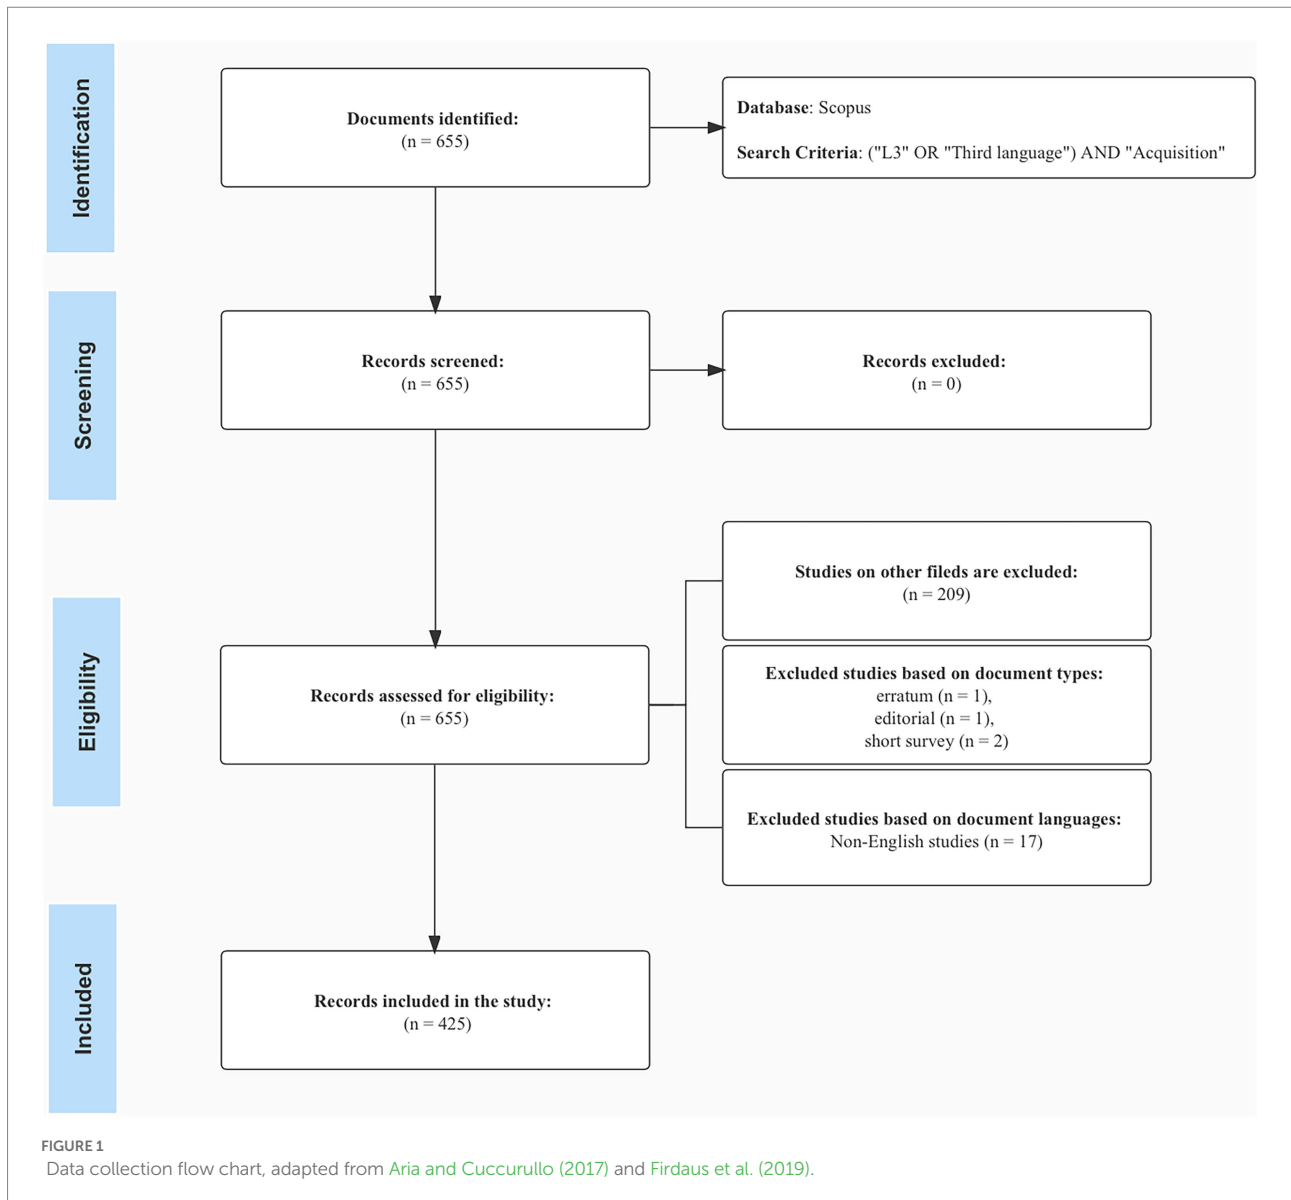 Identification
Documents identified:
(n = 655)
Database: Scopus
Search Criteria: ("L3" OR "Third language") AND "Acquisition"
Screening
Records screened:
(n = 655)
Records excluded:
(n = 0)
Eligibility
Records assessed for eligibility:
(n = 655)
Studies on other fileds are excluded:
(n = 209)
Excluded studies based on document types:
erratum (n = 1),
editorial (n = 1),
short survey (n = 2)
Excluded studies based on document languages:
Non-English studies (n = 17)
Included
Records included in the study:
(n = 425)
FIGURE 1
Data collection flow chart, adapted from Aria and Cuccurullo (2017) and Firdaus et al. (2019).